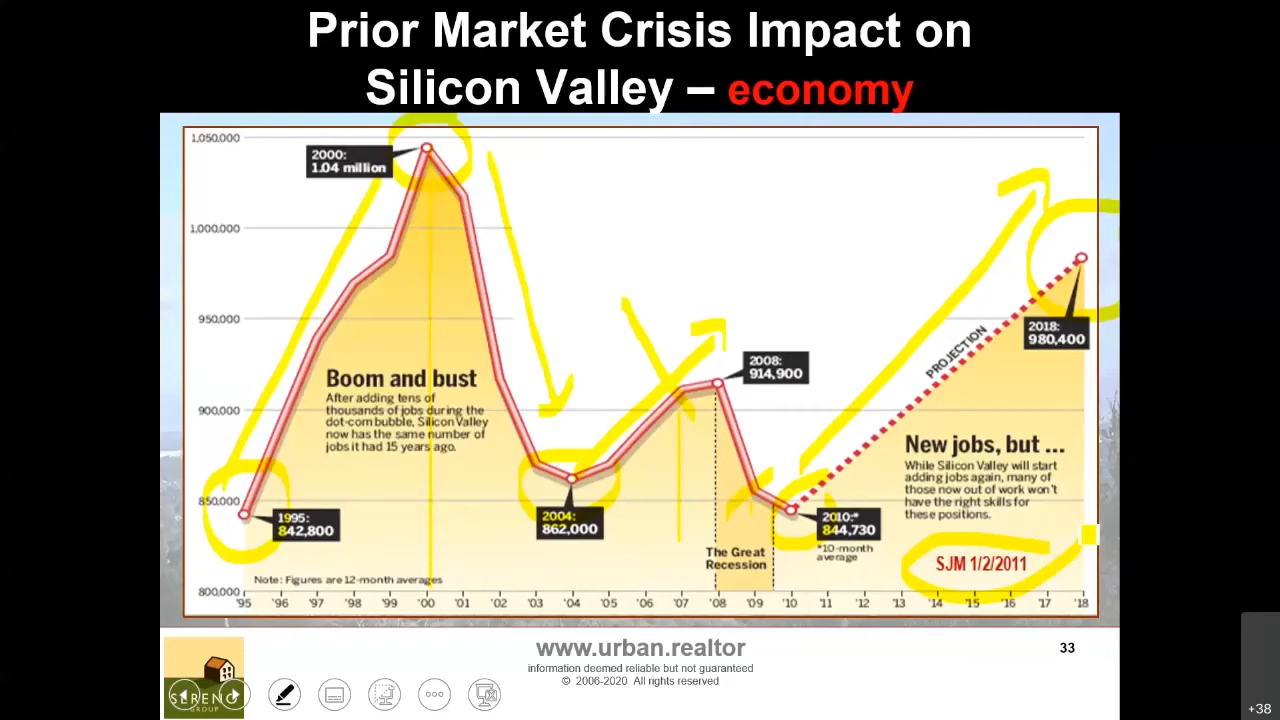 Prior Market Crisis Impact on
Silicon Valley – economy
1,050,000
1,000,000
950,000
900,000
850,000
800,000
2000:
1.04 million
Boom and bust
After adding tens of
thousands of jobs during the
dot-com bubble, Silicon Valley
now has the same number of
jobs it had 15 years ago.
1995:
842,800
2004:
862,000
2008:
914,900
The Great
Recession
2010:*
844,730
*10-month
average
PROJECTION
2018:
980,400
New jobs, but ...
While Silicon Valley will start
adding jobs again, many of
those now out of work won't
have the right skills for
these positions.
SJM 1/2/2011
Note: Figures are 12-month averages
'95 '96 '97 '98 '99 '00 '01 '02 '03 '04 '05 '06 '07 '08 '09 '10 '11 '12 '13 '14 '15 '16 '17 '18
www.urban.realtor
information deemed reliable but not guaranteed
© 2006-2020 All rights reserved
33
SERENO
GROUP
+38